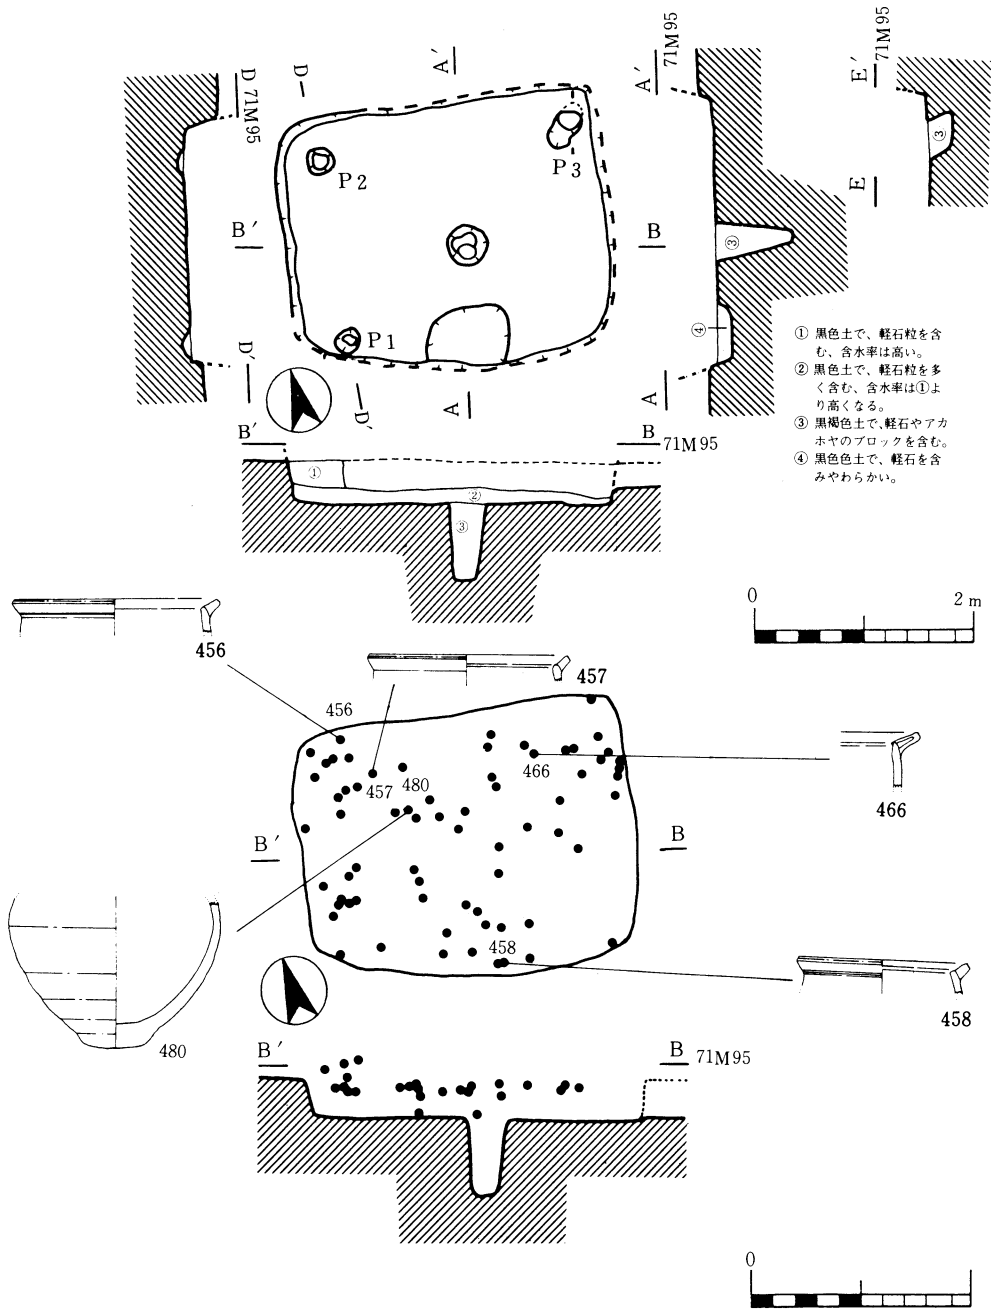 D 71M95
D
A′
A′ 71M95
E′ 71M95
③
P2
P3
E
B′
B
③
④
P1
D′
D′
A
A
① 黒色土で、軽石粒を含
む、含水率は高い。
② 黒色土で、軽石粒を多
く含む、含水率は①よ
り高くなる。
③ 黒褐色土で、軽石やアカ
ホヤのブロックを含む。
④ 黒色色土で、軽石を含
みやわらかい。
B′
B 71M95
①
②
③
0 2 m
456
457
456
457
480
466
466
B′
B
458
458
480
B′
B 71M95
0